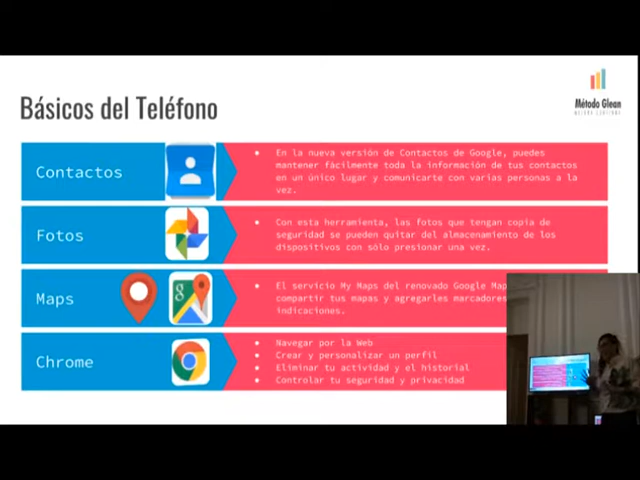 Básicos del Teléfono
Método Glean
Contactos
En la nueva versión de Contactos de Google, puedes
mantener fácilmente toda la información de tus contactos
en un único lugar y comunicarte con varias personas a la
vez.
Fotos
Con esta herramienta, las fotos que tengan copia de
seguridad se pueden quitar del almacenamiento de los
dispositivos con sólo presionar una vez.
Maps
El servicio My Maps del renovado Google Map
compartir tus mapas y agregarles marcadores
indicaciones.
Chrome
Navegar por la Web
Crear y personalizar un perfil
Eliminar tu actividad y el historial
Controlar tu seguridad y privacidad